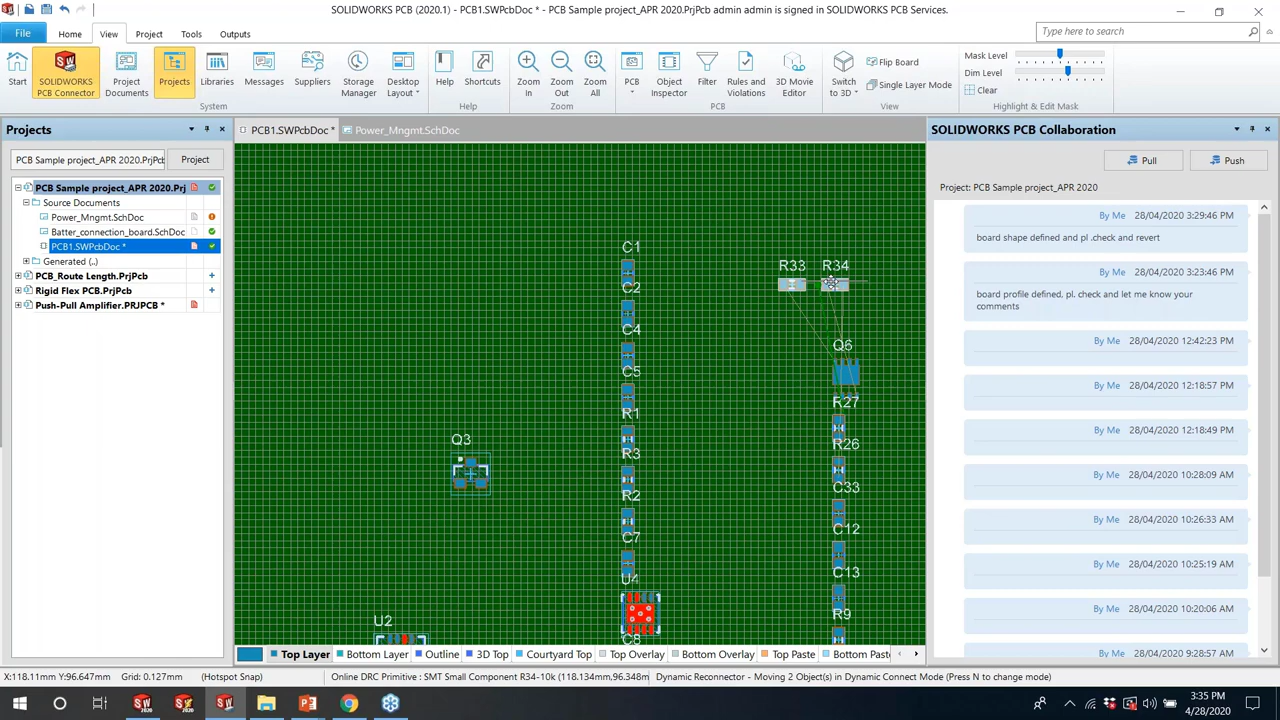 SOLIDWORKS PCB (2020.1) - PCB1.SWPcbDoc * - PCB Sample project_APR 2020.PrjPcb admin admin is signed in SOLIDWORKS PCB Services.
File Home View Project Tools Outputs
Type here to search
Start
SOLIDWORKS PCB Connector
Project Documents
Projects
Libraries
Messages
Suppliers
Storage Manager
Desktop Layout
System
Help
Shortcuts
Help
Zoom In
Zoom Out
Zoom All
Zoom
PCB
Object Inspector
Filter
Rules and Violations
3D Movie Editor
PCB
Switch to 3D
Flip Board
Single Layer Mode
View
Mask Level
Dim Level
Clear
Highlight & Edit Mask
Projects
PCB Sample project_APR 2020.PrjPcb
Project
PCB Sample project_APR 2020.Prj
Source Documents
Power_Mngmt.SchDoc
Batter_connection_board.SchDoc
PCB1.SWPcbDoc *
Generated (..)
PCB_Route Length.PrjPcb
Rigid Flex PCB.PrjPcb
Push-Pull Amplifier.PRJPCB *
PCB1.SWPcbDoc *
Power_Mngmt.SchDoc
C1
C2
C4
C5
R1
R3
R2
C7
U4
C8
Q3
U2
R33
R34
Q6
R27
R26
C33
C12
C13
R9
Top Layer Bottom Layer Outline 3D Top Courtyard Top Top Overlay Bottom Overlay Top Paste Bottom Paste
SOLIDWORKS PCB Collaboration
Pull
Push
Project: PCB Sample project_APR 2020
By Me 28/04/2020 3:29:46 PM
board shape defined and pl .check and revert
By Me 28/04/2020 3:23:46 PM
board profile defined, pl. check and let me know your
comments
By Me 28/04/2020 12:42:23 PM
By Me 28/04/2020 12:18:57 PM
By Me 28/04/2020 12:18:49 PM
By Me 28/04/2020 10:28:09 AM
By Me 28/04/2020 10:26:33 AM
By Me 28/04/2020 10:25:19 AM
By Me 28/04/2020 10:20:06 AM
By Me 28/04/2020 9:28:57 AM
X:118.11mm Y:96.647mm Grid: 0.127mm (Hotspot Snap) Online DRC Primitive : SMT Small Component R34-10k (118.134mm,96.348m Dynamic Reconnector - Moving 2 Object(s) in Dynamic Connect Mode (Press N to change mode)
3:35 PM
4/28/2020